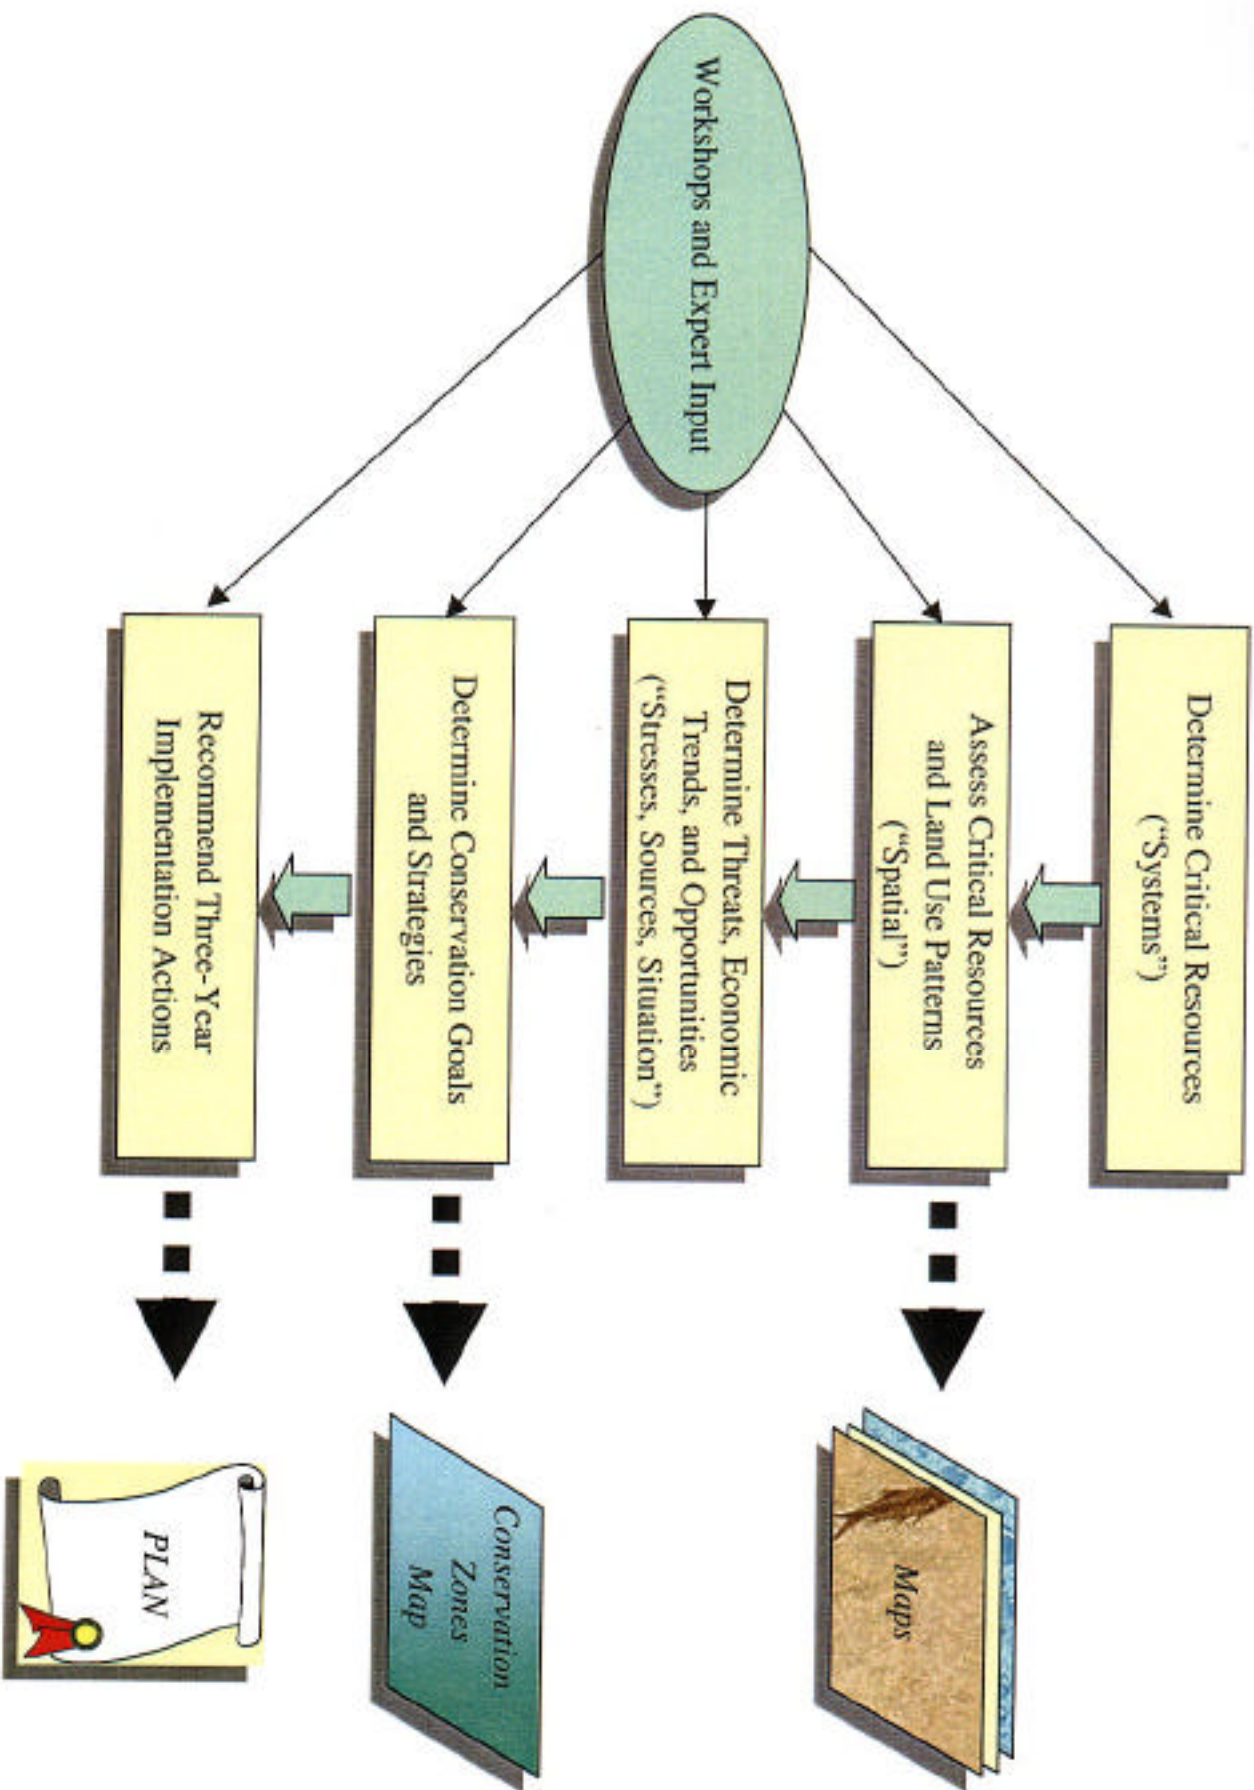 Workshops and Expert Input
Determine Critical Resources
(“Systems”)
Assess Critical Resources
and Land Use Patterns
(“Spatial”)
Maps
Determine Threats, Economic
Trends, and Opportunities
(“Stresses, Sources, Situation”)
Determine Conservation Goals
and Strategies
Conservation
Zones
Map
Recommend Three-Year
Implementation Actions
PLAN